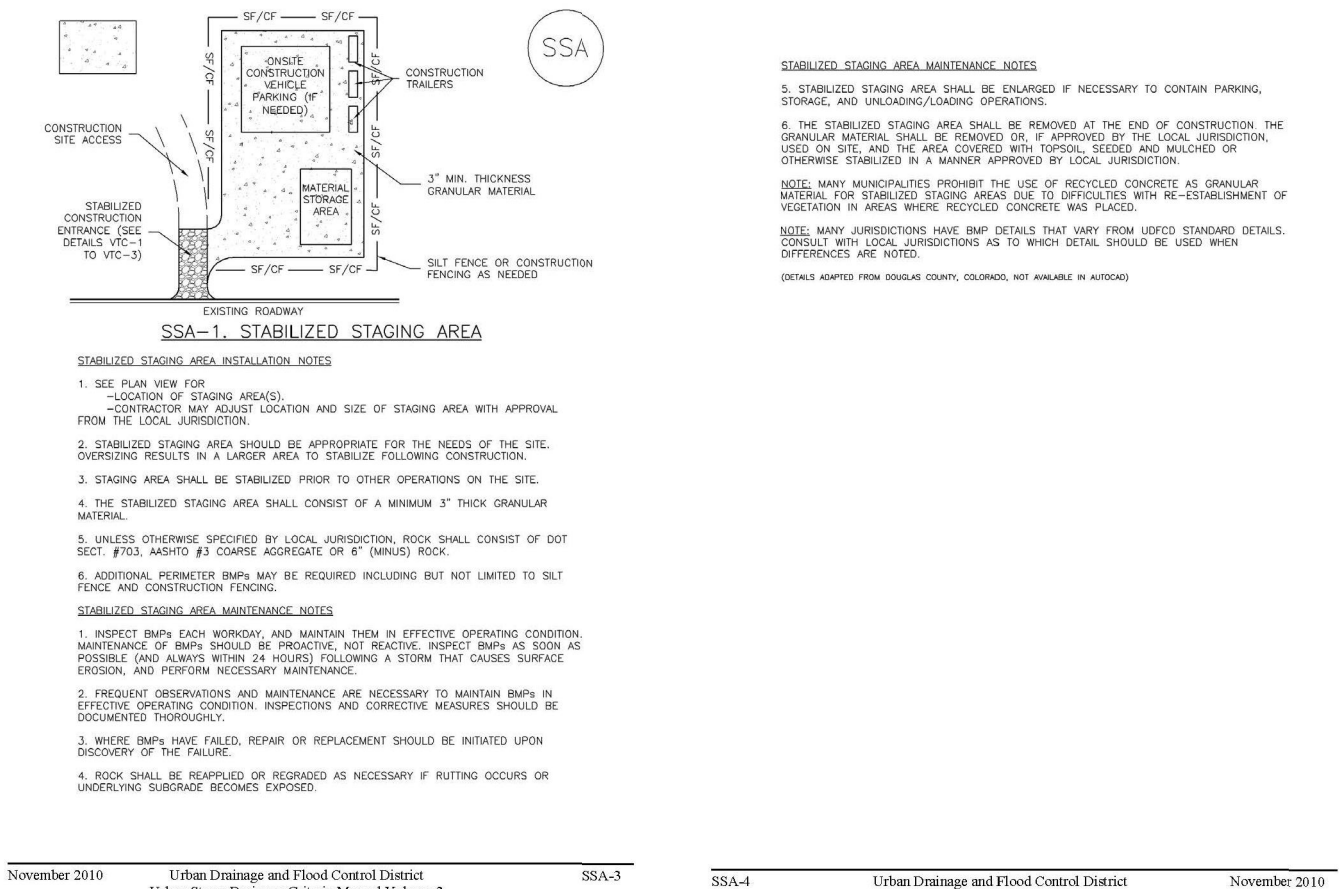 SF/CF SF/CF
SSA
SF/CF
ONSITE
CONSTRUCTION
VEHICLE
PARKING (IF
NEEDED)
SF/CF
CONSTRUCTION
TRAILERS
CONSTRUCTION
SITE ACCESS
SF/CF
SF/CF
3" MIN. THICKNESS
GRANULAR MATERIAL
MATERIAL
STORAGE
AREA
SF/CF
STABILIZED
CONSTRUCTION
ENTRANCE (SEE
DETAILS VTC-1
TO VTC-3)
SF/CF SF/CF
SILT FENCE OR CONSTRUCTION
FENCING AS NEEDED
EXISTING ROADWAY
SSA-1. STABILIZED STAGING AREA
STABILIZED STAGING AREA INSTALLATION NOTES
1. SEE PLAN VIEW FOR
-LOCATION OF STAGING AREA(S).
-CONTRACTOR MAY ADJUST LOCATION AND SIZE OF STAGING AREA WITH APPROVAL
FROM THE LOCAL JURISDICTION.
2. STABILIZED STAGING AREA SHOULD BE APPROPRIATE FOR THE NEEDS OF THE SITE.
OVERSIZING RESULTS IN A LARGER AREA TO STABILIZE FOLLOWING CONSTRUCTION.
3. STAGING AREA SHALL BE STABILIZED PRIOR TO OTHER OPERATIONS ON THE SITE.
4. THE STABILIZED STAGING AREA SHALL CONSIST OF A MINIMUM 3" THICK GRANULAR
MATERIAL.
5. UNLESS OTHERWISE SPECIFIED BY LOCAL JURISDICTION, ROCK SHALL CONSIST OF DOT
SECT. #703, AASHTO #3 COARSE AGGREGATE OR 6" (MINUS) ROCK.
6. ADDITIONAL PERIMETER BMPs MAY BE REQUIRED INCLUDING BUT NOT LIMITED TO SILT
FENCE AND CONSTRUCTION FENCING.
STABILIZED STAGING AREA MAINTENANCE NOTES
1. INSPECT BMPs EACH WORKDAY, AND MAINTAIN THEM IN EFFECTIVE OPERATING CONDITION.
MAINTENANCE OF BMPs SHOULD BE PROACTIVE, NOT REACTIVE. INSPECT BMPs AS SOON AS
POSSIBLE (AND ALWAYS WITHIN 24 HOURS) FOLLOWING A STORM THAT CAUSES SURFACE
EROSION, AND PERFORM NECESSARY MAINTENANCE.
2. FREQUENT OBSERVATIONS AND MAINTENANCE ARE NECESSARY TO MAINTAIN BMPs IN
EFFECTIVE OPERATING CONDITION. INSPECTIONS AND CORRECTIVE MEASURES SHOULD BE
DOCUMENTED THOROUGHLY.
3. WHERE BMPs HAVE FAILED, REPAIR OR REPLACEMENT SHOULD BE INITIATED UPON
DISCOVERY OF THE FAILURE.
4. ROCK SHALL BE REAPPLIED OR REGRADED AS NECESSARY IF RUTTING OCCURS OR
UNDERLYING SUBGRADE BECOMES EXPOSED.
November 2010 Urban Drainage and Flood Control District SSA-3
STABILIZED STAGING AREA MAINTENANCE NOTES
5. STABILIZED STAGING AREA SHALL BE ENLARGED IF NECESSARY TO CONTAIN PARKING,
STORAGE, AND UNLOADING/LOADING OPERATIONS.
6. THE STABILIZED STAGING AREA SHALL BE REMOVED AT THE END OF CONSTRUCTION. THE
GRANULAR MATERIAL SHALL BE REMOVED OR, IF APPROVED BY THE LOCAL JURISDICTION,
USED ON SITE, AND THE AREA COVERED WITH TOPSOIL, SEEDED AND MULCHED OR
OTHERWISE STABILIZED IN A MANNER APPROVED BY LOCAL JURISDICTION.
NOTE: MANY MUNICIPALITIES PROHIBIT THE USE OF RECYCLED CONCRETE AS GRANULAR
MATERIAL FOR STABILIZED STAGING AREAS DUE TO DIFFICULTIES WITH RE-ESTABLISHMENT OF
VEGETATION IN AREAS WHERE RECYCLED CONCRETE WAS PLACED.
NOTE: MANY JURISDICTIONS HAVE BMP DETAILS THAT VARY FROM UDFCD STANDARD DETAILS.
CONSULT WITH LOCAL JURISDICTIONS AS TO WHICH DETAIL SHOULD BE USED WHEN
DIFFERENCES ARE NOTED.
(DETAILS ADAPTED FROM DOUGLAS COUNTY, COLORADO, NOT AVAILABLE IN AUTOCAD)
SSA-4 Urban Drainage and Flood Control District November 2010